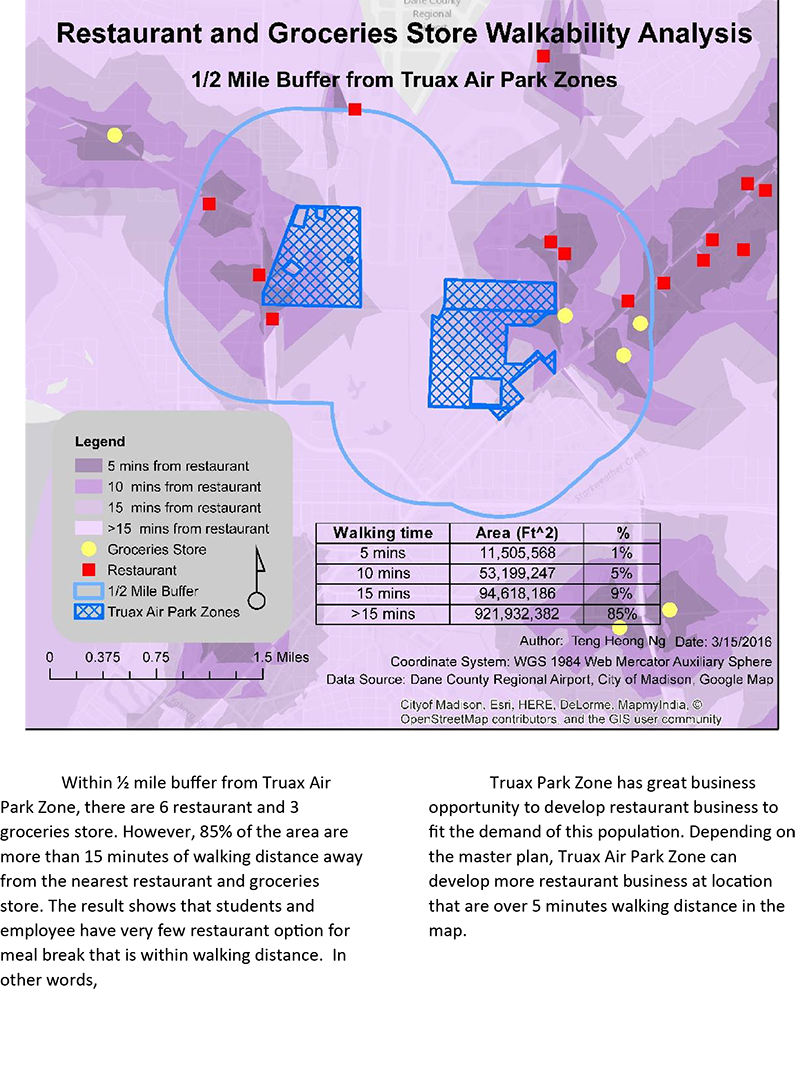 Dane County
Regional
Restaurant and Groceries Store Walkability Analysis
1/2 Mile Buffer from Truax Air Park Zones
Legend
5 mins from restaurant
10 mins from restaurant
15 mins from restaurant
>15 mins from restaurant
Groceries Store
Restaurant
1/2 Mile Buffer
Truax Air Park Zones
Walking time Area (Ft^2) %
5 mins 11,505,568 1%
10 mins 53,199,247 5%
15 mins 94,618,186 9%
>15 mins 921,932,382 85%
0 0.375 0.75 1.5 Miles
Author: Teng Heong Ng Date: 3/15/2016
Coordinate System: WGS 1984 Web Mercator Auxiliary Sphere
Data Source: Dane County Regional Airport, City of Madison, Google Map
Cityof Madison, Esri, HERE, DeLorme, MapmyIndia, ©
OpenStreetMap contributors, and the GIS user community
Within ½ mile buffer from Truax Air
Park Zone, there are 6 restaurant and 3
groceries store. However, 85% of the area are
more than 15 minutes of walking distance away
from the nearest restaurant and groceries
store. The result shows that students and
employee have very few restaurant option for
meal break that is within walking distance. In
other words,
Truax Park Zone has great business
opportunity to develop restaurant business to
fit the demand of this population. Depending on
the master plan, Truax Air Park Zone can
develop more restaurant business at location
that are over 5 minutes walking distance in the
map.